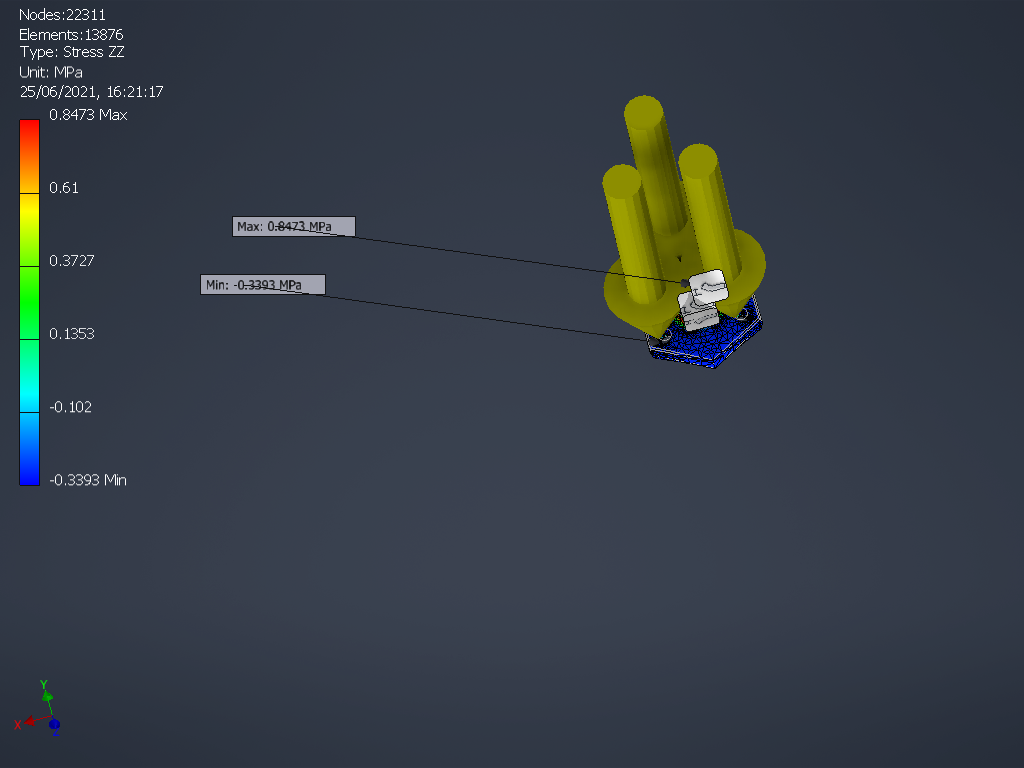 Nodes:22311
Elements:13876
Type: Stress ZZ
Unit: MPa
25/06/2021, 16:21:17
0.8473 Max
0.61
0.3727
0.1353
-0.102
-0.3393 Min
Max: 0.8473 MPa
Min: -0.3393 MPa
Y
X
Z